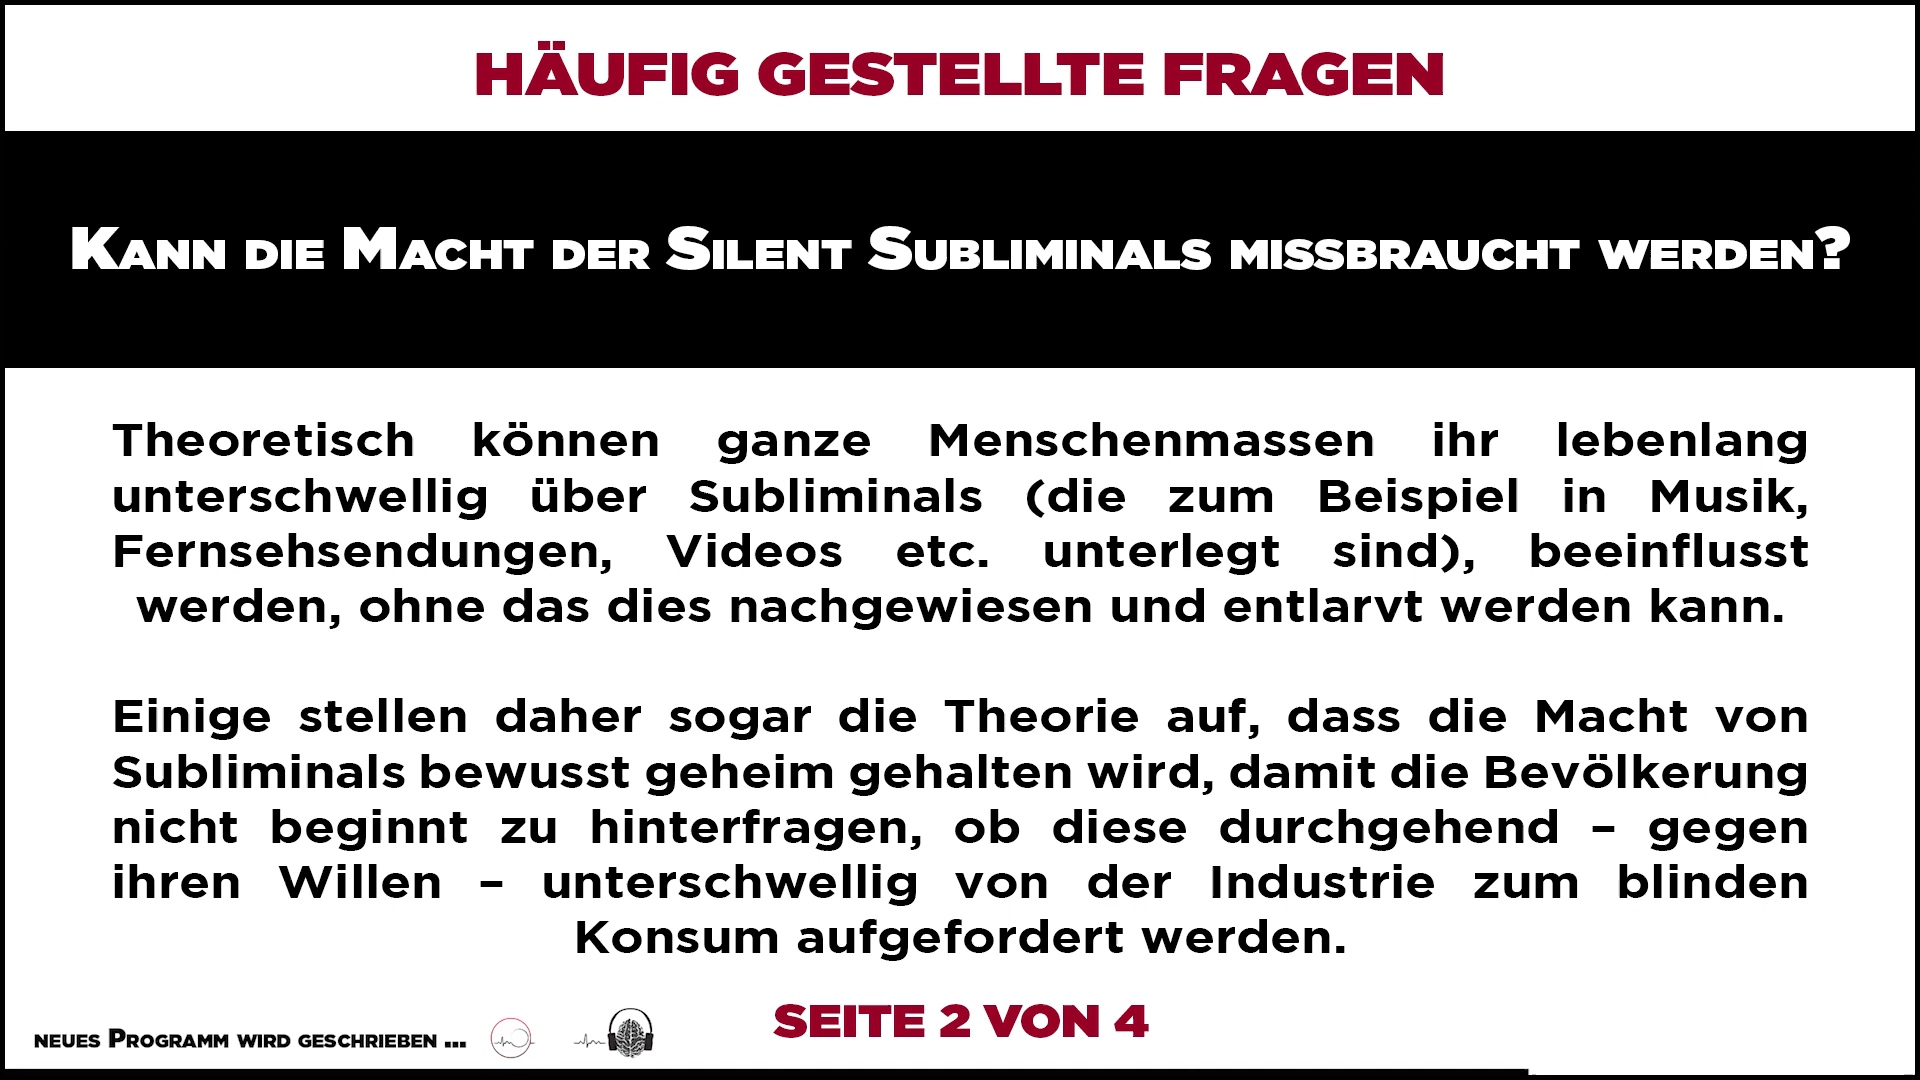 HÄUFIG GESTELLTE FRAGEN
Kann die Macht der Silent Subliminals missbraucht werden?
Theoretisch können ganze Menschenmassen ihr lebenlang
unterschwellig über Subliminals (die zum Beispiel in Musik,
Fernsehsendungen, Videos etc. unterlegt sind), beeinflusst
werden, ohne das dies nachgewiesen und entlarvt werden kann.
Einige stellen daher sogar die Theorie auf, dass die Macht von
Subliminals bewusst geheim gehalten wird, damit die Bevölkerung
nicht beginnt zu hinterfragen, ob diese durchgehend – gegen
ihren Willen – unterschwellig von der Industrie zum blinden
Konsum aufgefordert werden.
SEITE 2 VON 4
neues Programm wird geschrieben ...